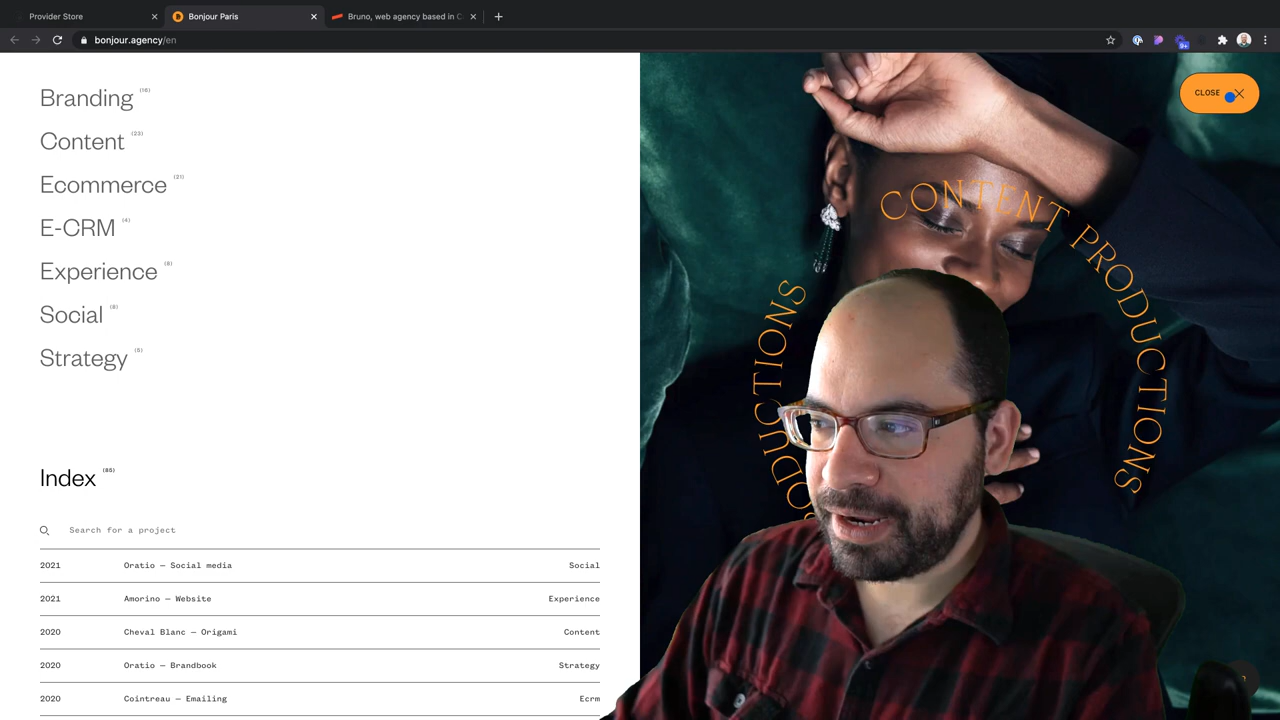 Provider Store
Bonjour Paris
Bruno, web agency based in C
bonjour.agency/en
9+
Branding (16)
Content (23)
Ecommerce (21)
E-CRM (4)
Experience (8)
Social (8)
Strategy (5)
Index (85)
Search for a project
2021 Oratio — Social media Social
2021 Amorino — Website Experience
2020 Cheval Blanc — Origami Content
2020 Oratio — Brandbook Strategy
2020 Cointreau — Emailing Ecrm
CLOSE
CONTENT PRODUCTIONS
ODUCTIONS